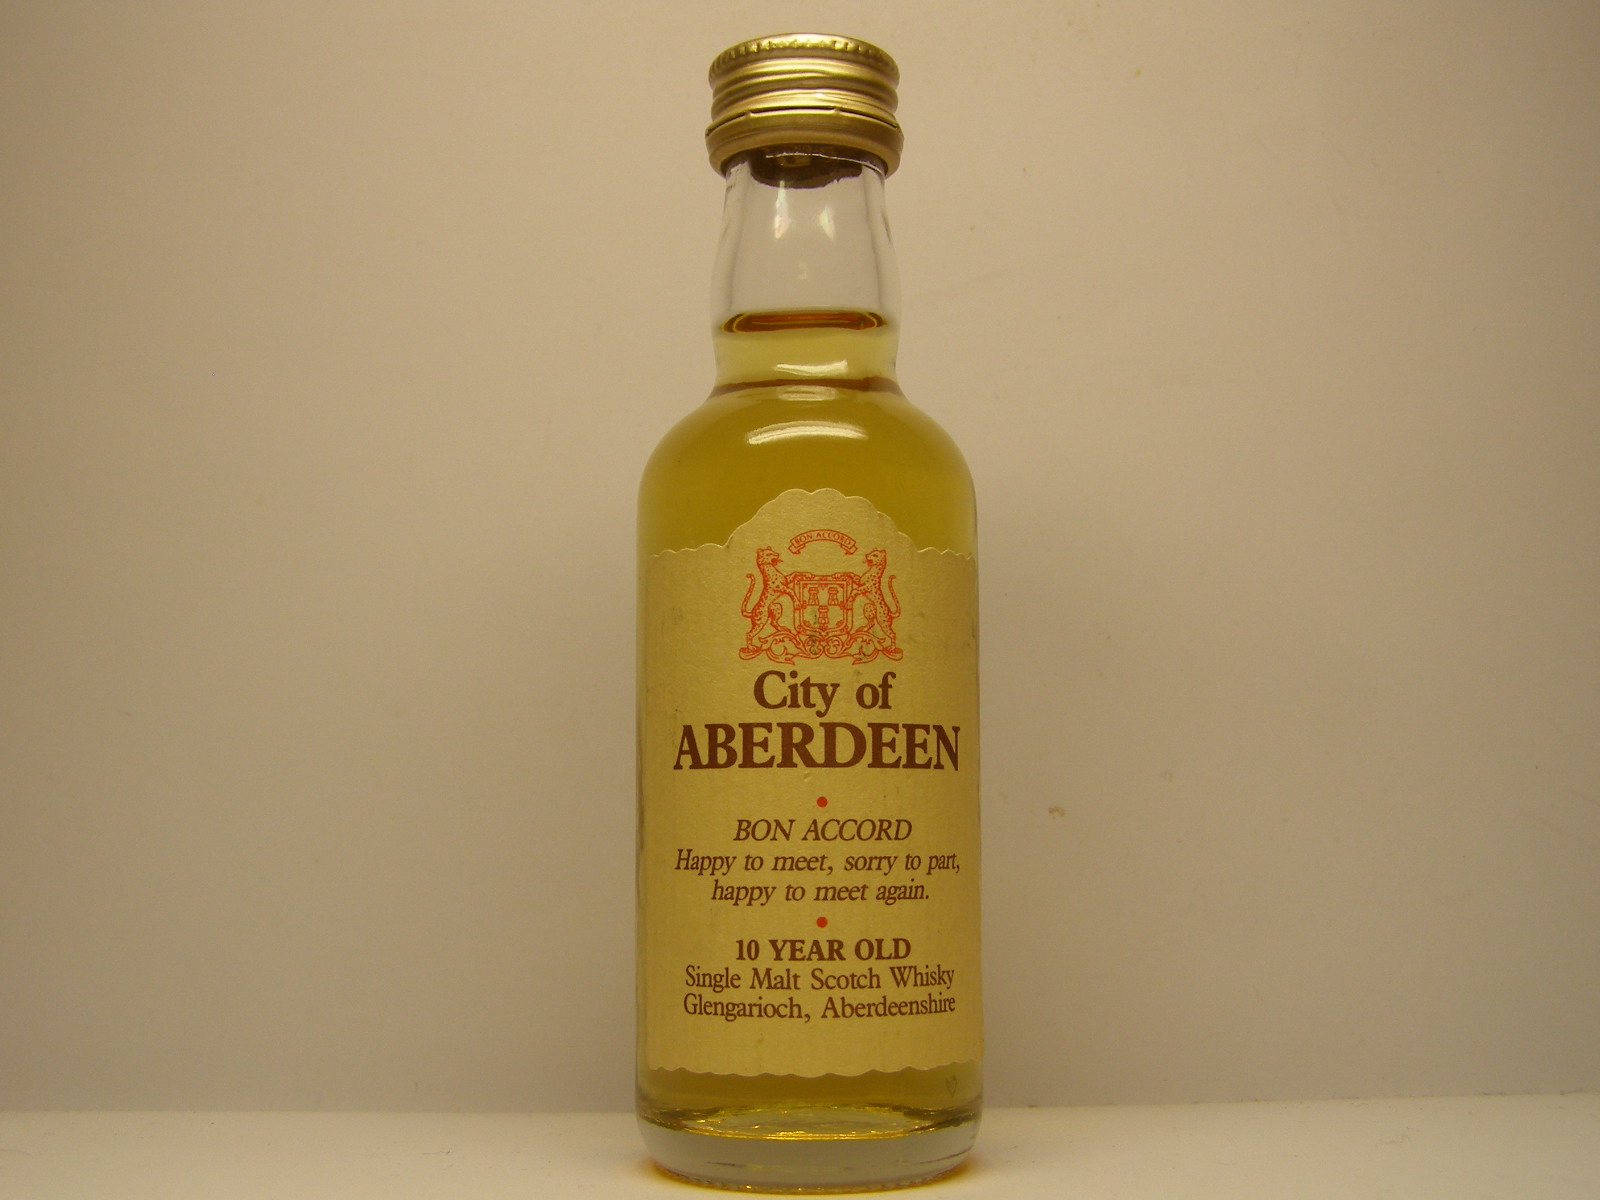 BON ACCORD
City of
ABERDEEN
BON ACCORD
Happy to meet, sorry to part,
happy to meet again.
10 YEAR OLD
Single Malt Scotch Whisky
Glengarioch, Aberdeenshire